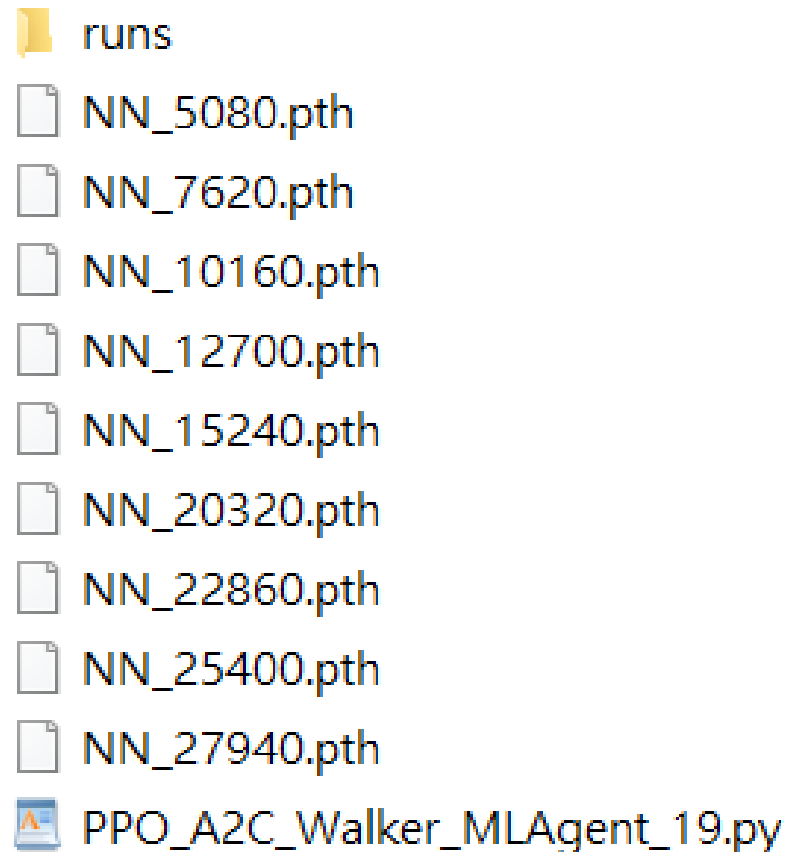 runs
NN_5080.pth
NN_7620.pth
NN_10160.pth
NN_12700.pth
NN_15240.pth
NN_20320.pth
NN_22860.pth
NN_25400.pth
NN_27940.pth
PPO_A2C_Walker_MLAgent_19.py